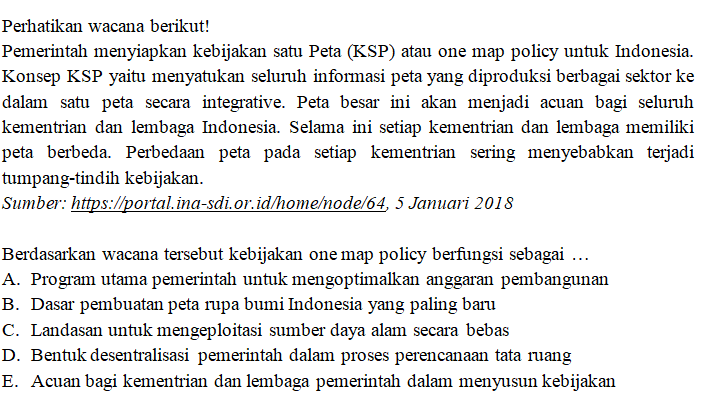 Perhatikan wacana berikut!
Pemerintah menyiapkan kebijakan satu Peta (KSP) atau one map policy untuk Indonesia.
Konsep KSP yaitu menyatukan seluruh informasi peta yang diproduksi berbagai sektor ke
dalam satu peta secara integrative. Peta besar ini akan menjadi acuan bagi seluruh
kementrian dan lembaga Indonesia. Selama ini setiap kementrian dan lembaga memiliki
peta berbeda. Perbedaan peta pada setiap kementrian sering menyebabkan terjadi
tumpang-tindih kebijakan.
Sumber: https://portal.ina-sdi.or.id/home/node/64, 5 Januari 2018
Berdasarkan wacana tersebut kebijakan one map policy berfungsi sebagai …
A. Program utama pemerintah untuk mengoptimalkan anggaran pembangunan
B. Dasar pembuatan peta rupa bumi Indonesia yang paling baru
C. Landasan untuk mengeploitasi sumber daya alam secara bebas
D. Bentuk desentralisasi pemerintah dalam proses perencanaan tata ruang
E. Acuan bagi kementrian dan lembaga pemerintah dalam menyusun kebijakan